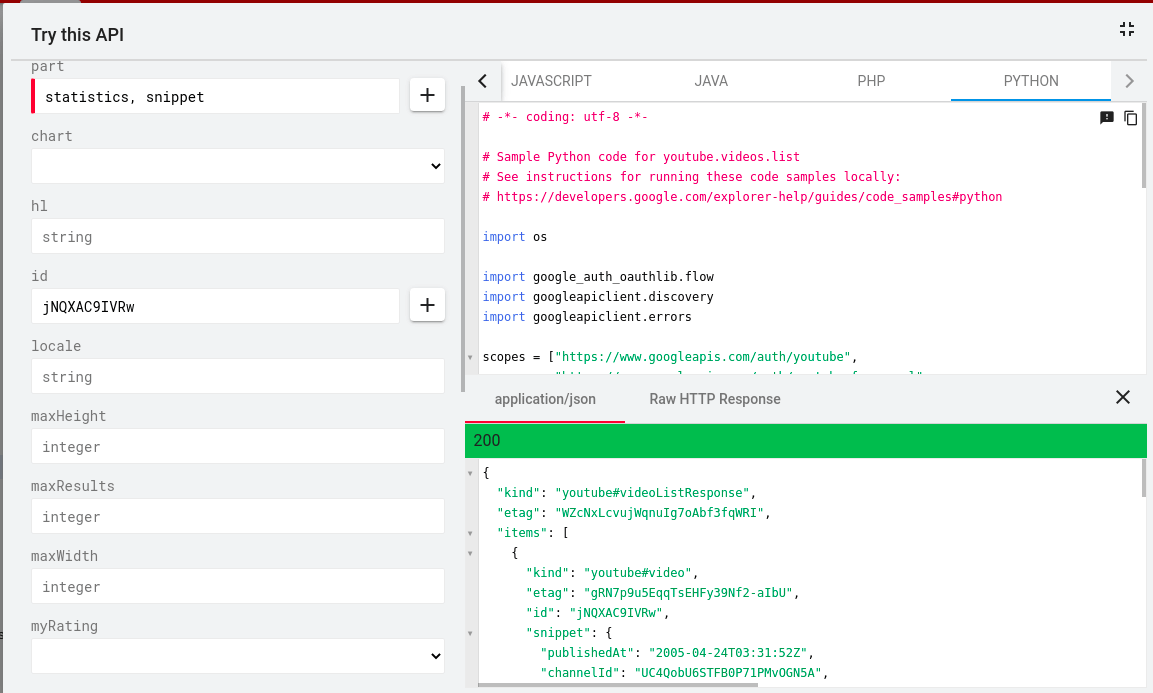 Try this API
part
statistics, snippet
+
chart
hl
string
id
jNQXAC9IVRw
+
locale
string
maxHeight
integer
maxResults
integer
maxWidth
integer
myRating
JAVASCRIPT JAVA PHP PYTHON
# -*- coding: utf-8 -*-
# Sample Python code for youtube.videos.list
# See instructions for running these code samples locally:
# https://developers.google.com/explorer-help/guides/code_samples#python
import os
import google_auth_oauthlib.flow
import googleapiclient.discovery
import googleapiclient.errors
scopes = ["https://www.googleapis.com/auth/youtube",
application/json Raw HTTP Response
200
{
"kind": "youtube#videoListResponse",
"etag": "WZcNxLcvujWqnuIg7oAbf3fqWRI",
"items": [
{
"kind": "youtube#video",
"etag": "gRN7p9u5EqqTsEHFy39Nf2-aIbU",
"id": "jNQXAC9IVRw",
"snippet": {
"publishedAt": "2005-04-24T03:31:52Z",
"channelId": "UC4QobU6STFB0P71PMvOGN5A",